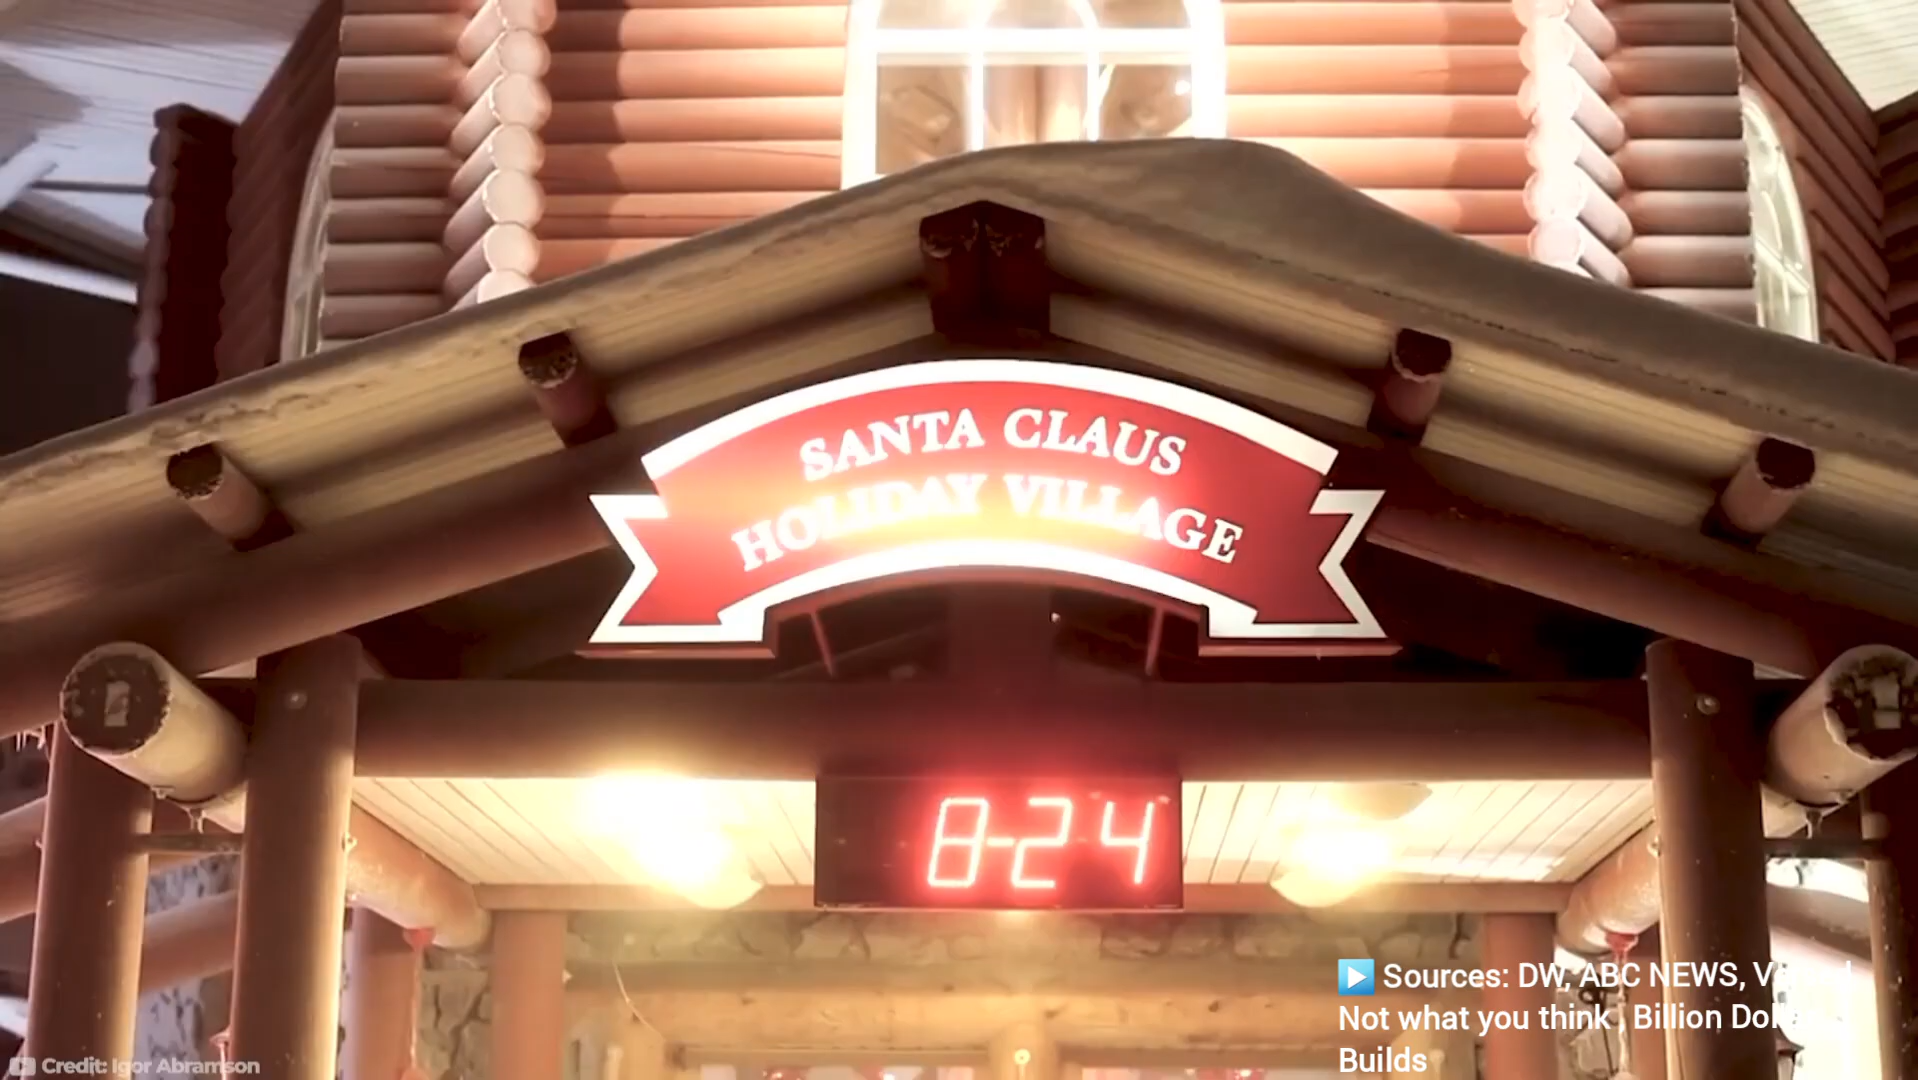 SANTA CLAUS
HOLIDAY VILLAGE
8-24
Sources: DW, ABC NEWS,
Not what you think , Billion
Builds
Credit: Igor Abramson